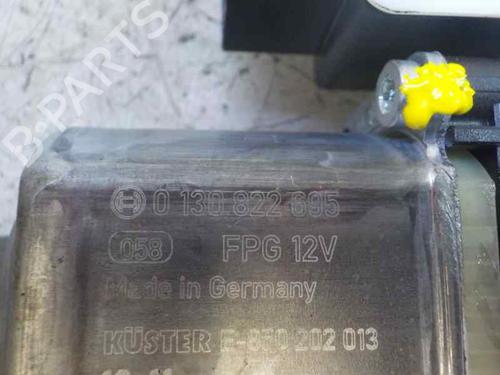 B-PARTS
0 130 822 695
058 FPG 12V
Made in Germany
KÜSTER E-850 202 013